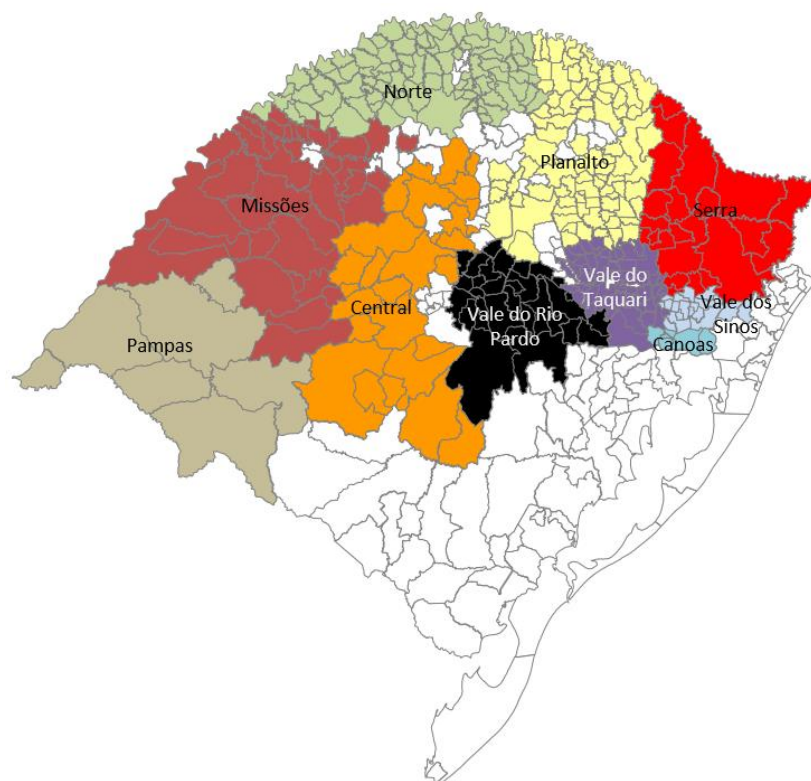 Norte
Planalto
Missões
Serra
Vale do
Taquari
Central
Vale do Rio
Pardo
Vale dos
Sinos
Pampas
Canoas